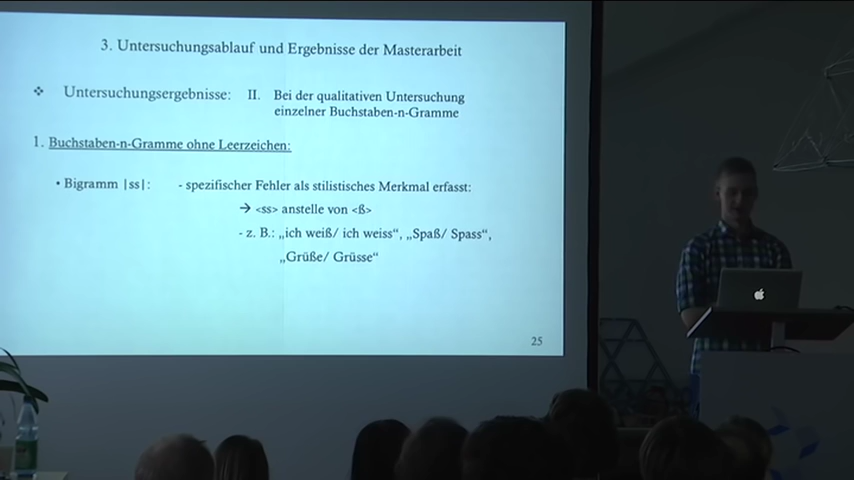 3. Untersuchungsablauf und Ergebnisse der Masterarbeit
❖ Untersuchungsergebnisse: II. Bei der qualitativen Untersuchung
einzelner Buchstaben-n-Gramme
1. Buchstaben-n-Gramme ohne Leerzeichen:
• Bigramm |ss|: - spezifischer Fehler als stilistisches Merkmal erfasst:
→ <ss> anstelle von <ß>
- z. B.: „ich weiß/ ich weiss“, „Spaß/ Spass“,
„Grüße/ Grüsse“
25